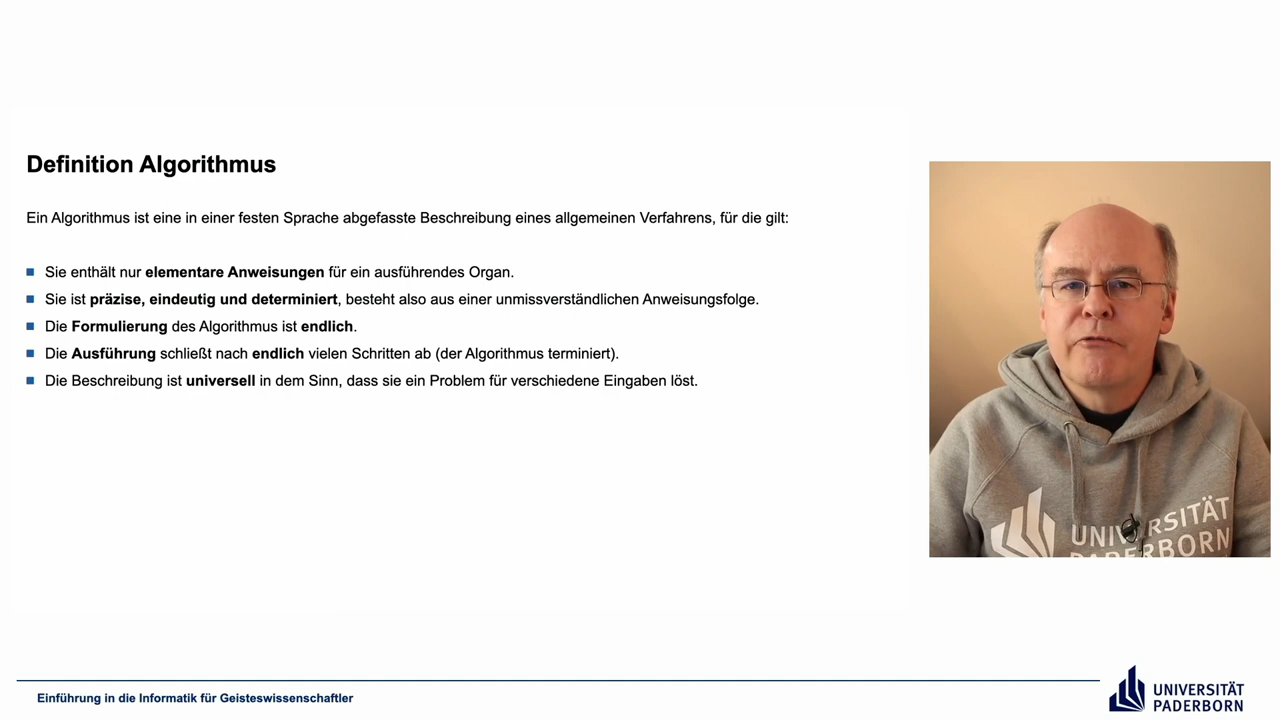 Definition Algorithmus
Ein Algorithmus ist eine in einer festen Sprache abgefasste Beschreibung eines allgemeinen Verfahrens, für die gilt:
Sie enthält nur elementare Anweisungen für ein ausführendes Organ.
Sie ist präzise, eindeutig und determiniert, besteht also aus einer unmissverständlichen Anweisungsfolge.
Die Formulierung des Algorithmus ist endlich.
Die Ausführung schließt nach endlich vielen Schritten ab (der Algorithmus terminiert).
Die Beschreibung ist universell in dem Sinn, dass sie ein Problem für verschiedene Eingaben löst.
UNIVERSITÄT
PADERBORN
Einführung in die Informatik für Geisteswissenschaftler
UNIVERSITÄT
PADERBORN